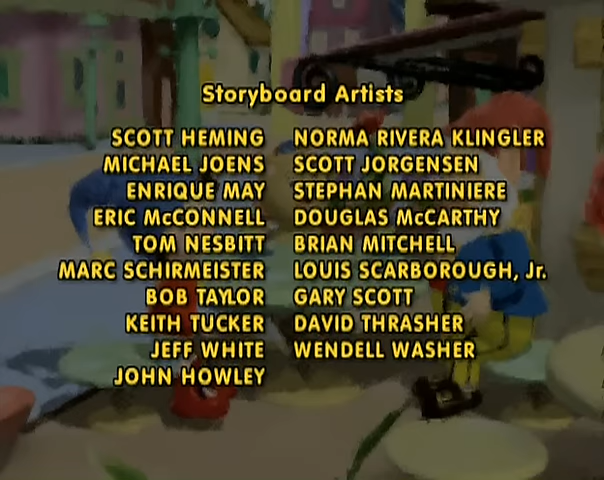 Storyboard Artists
SCOTT HEMING NORMA RIVERA KLINGLER
MICHAEL JOENS SCOTT JORGENSEN
ENRIQUE MAY STEPHAN MARTINIERE
ERIC McCONNELL DOUGLAS McCARTHY
TOM NESBITT BRIAN MITCHELL
MARC SCHIRMEISTER LOUIS SCARBOROUGH, Jr.
BOB TAYLOR GARY SCOTT
KEITH TUCKER DAVID THRASHER
JEFF WHITE WENDELL WASHER
JOHN HOWLEY